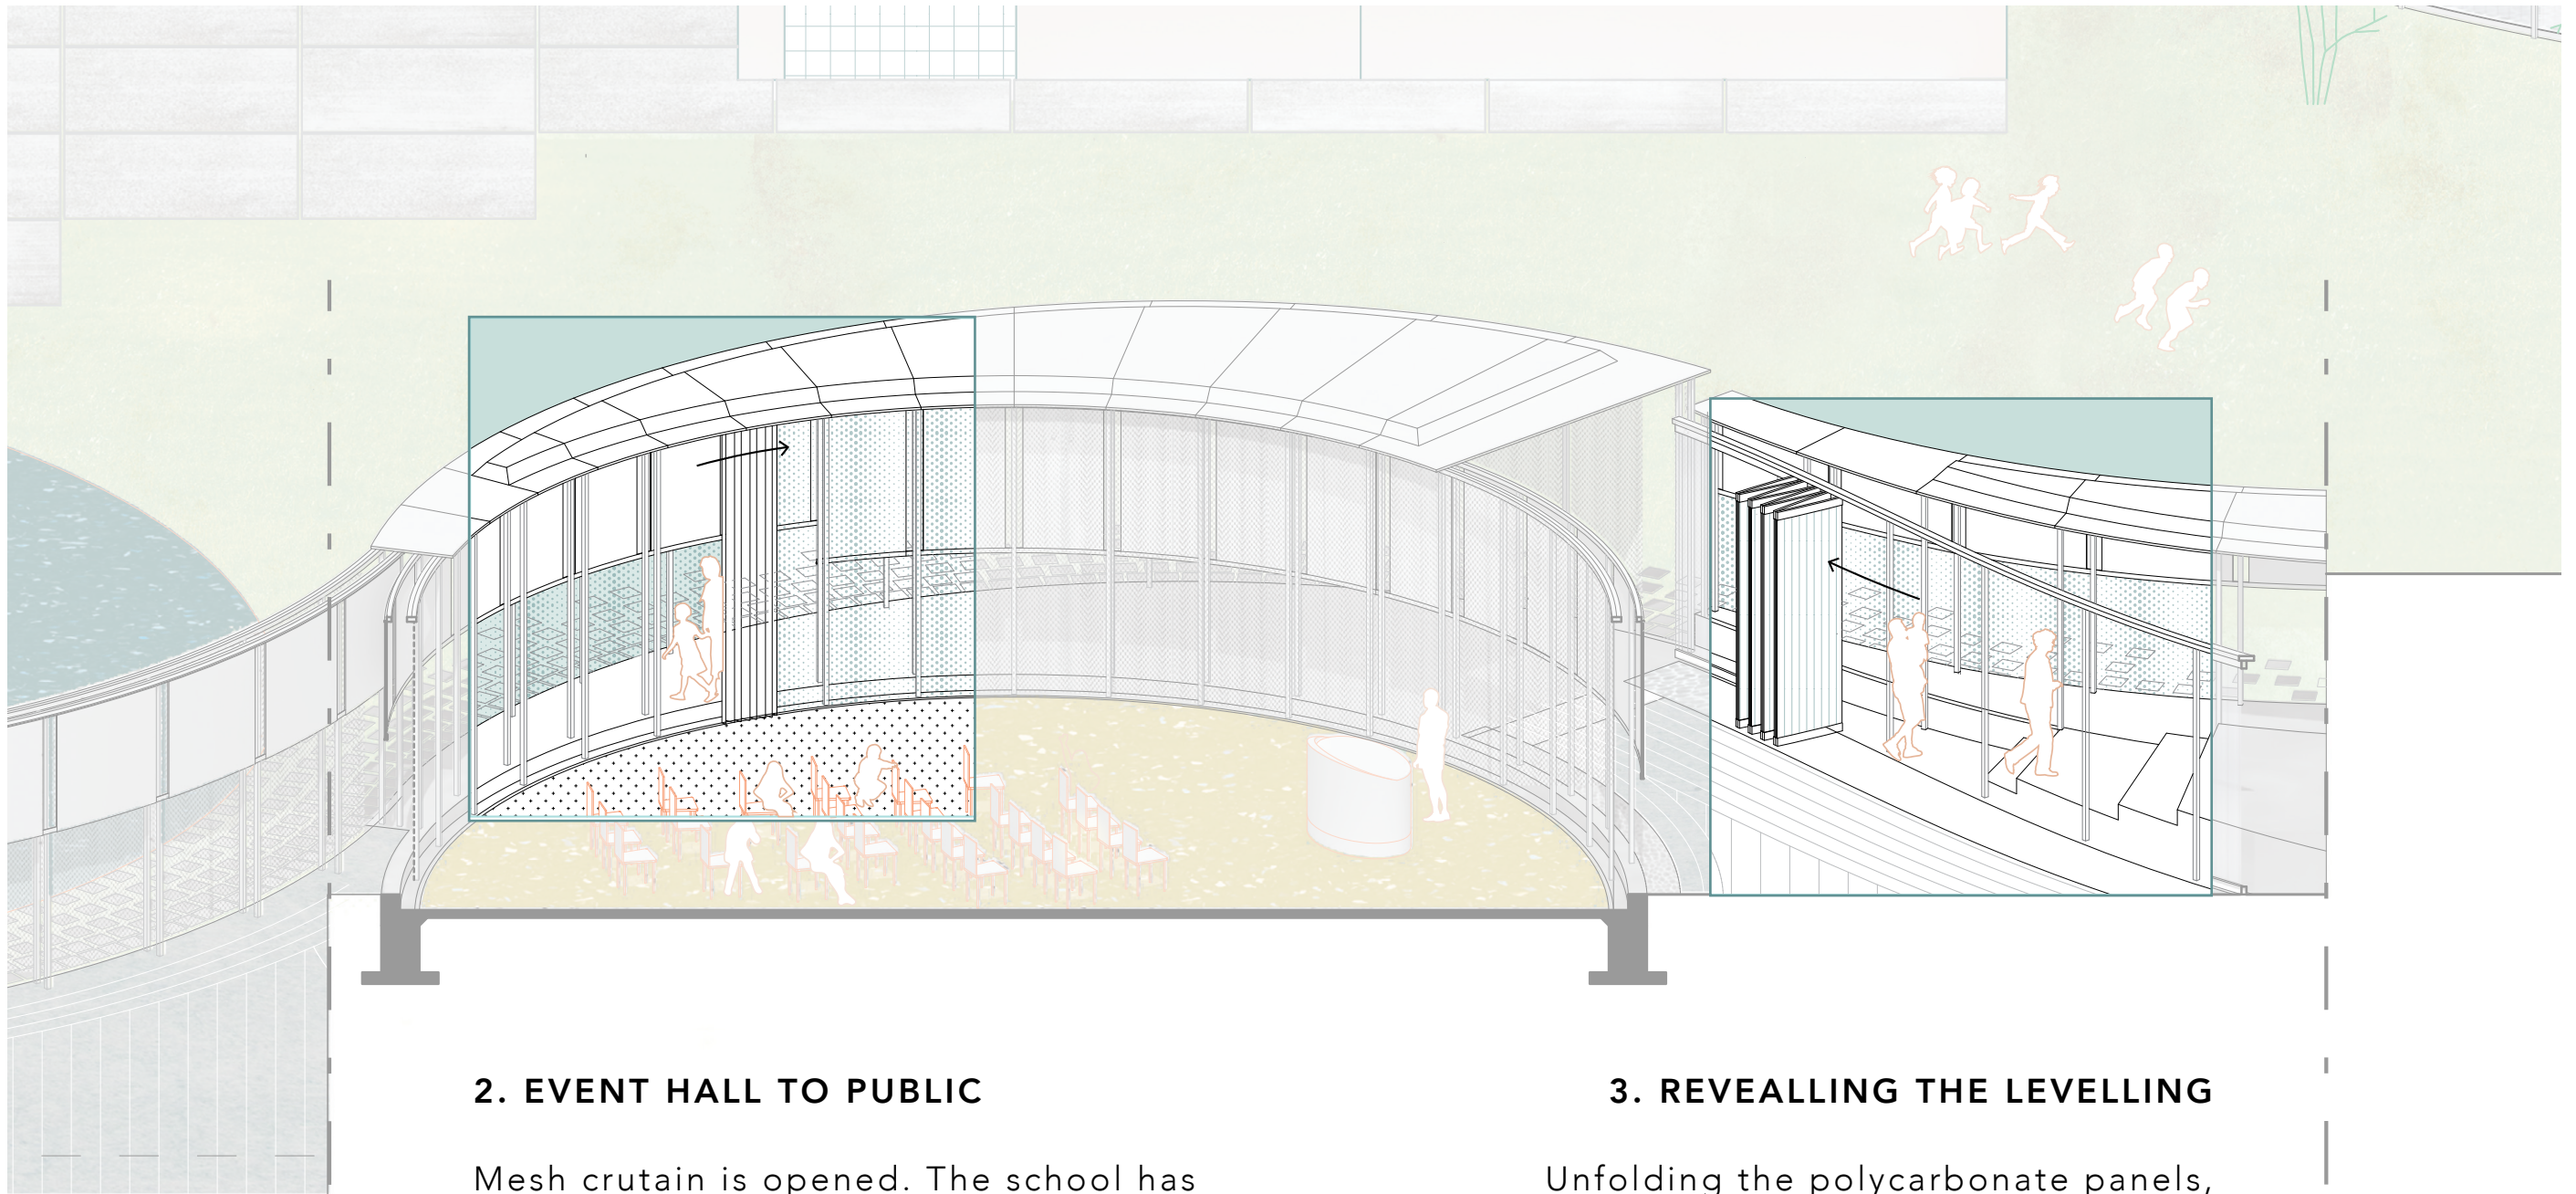 2. EVENT HALL TO PUBLIC
Mesh crutain is opened. The school has
3. REVEALLING THE LEVELLING
Unfolding the polycarbonate panels,